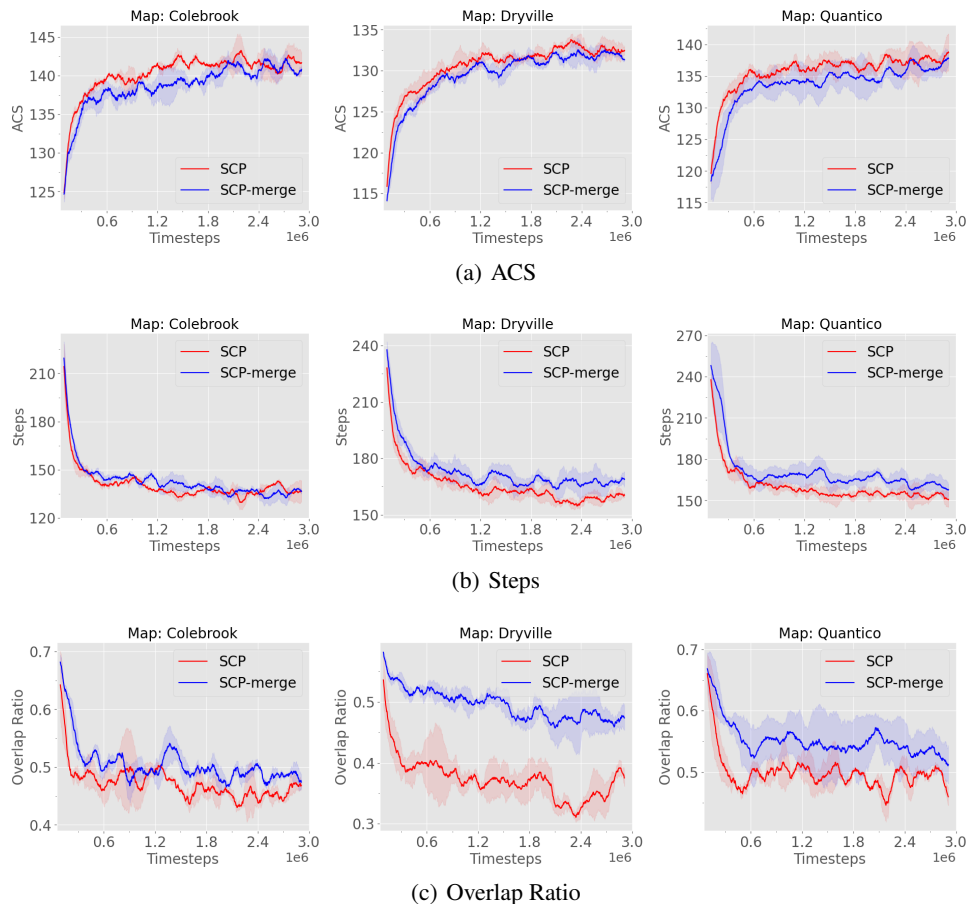 Map: Colebrook
Map: Dryville
Map: Quantico
145
140
135
130
125
ACS
SCP
SCP-merge
0.6
1.2
1.8
2.4
3.0
Timesteps
1e6
135
130
125
120
115
ACS
SCP
SCP-merge
0.6
1.2
1.8
2.4
3.0
Timesteps
1e6
140
135
130
125
120
115
ACS
SCP
SCP-merge
0.6
1.2
1.8
2.4
3.0
Timesteps
1e6
(a) ACS
Map: Colebrook
Map: Dryville
Map: Quantico
210
180
150
120
Steps
SCP
SCP-merge
0.6
1.2
1.8
2.4
3.0
Timesteps
1e6
240
210
180
150
Steps
SCP
SCP-merge
0.6
1.2
1.8
2.4
3.0
Timesteps
1e6
270
240
210
180
150
Steps
SCP
SCP-merge
0.6
1.2
1.8
2.4
3.0
Timesteps
1e6
(b) Steps
Map: Colebrook
Map: Dryville
Map: Quantico
0.7
0.6
0.5
0.4
Overlap Ratio
SCP
SCP-merge
0.6
1.2
1.8
2.4
3.0
Timesteps
1e6
0.5
0.4
0.3
Overlap Ratio
SCP
SCP-merge
0.6
1.2
1.8
2.4
3.0
Timesteps
1e6
0.7
0.6
0.5
Overlap Ratio
SCP
SCP-merge
0.6
1.2
1.8
2.4
3.0
Timesteps
1e6
(c) Overlap Ratio